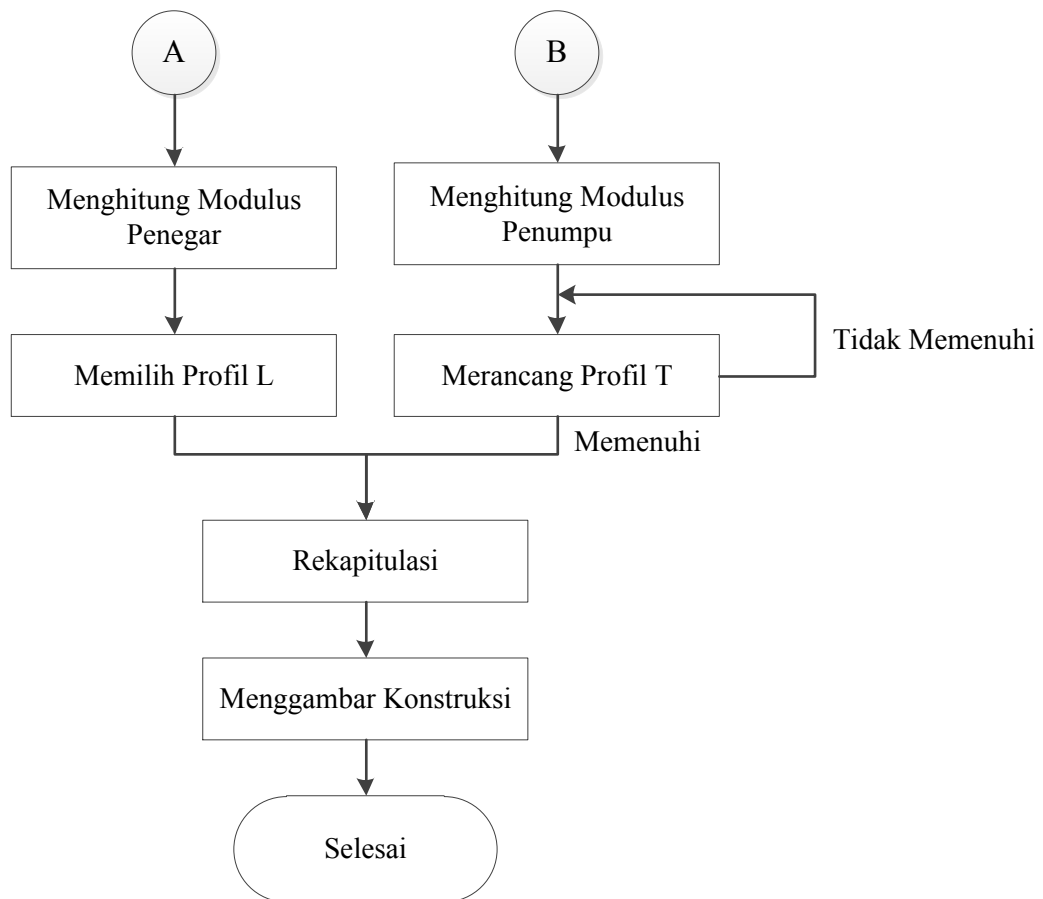 A
B
Menghitung Modulus
Penegar
Menghitung Modulus
Penumpu
Memilih Profil L
Merancang Profil T
Tidak Memenuhi
Memenuhi
Rekapitulasi
Menggambar Konstruksi
Selesai